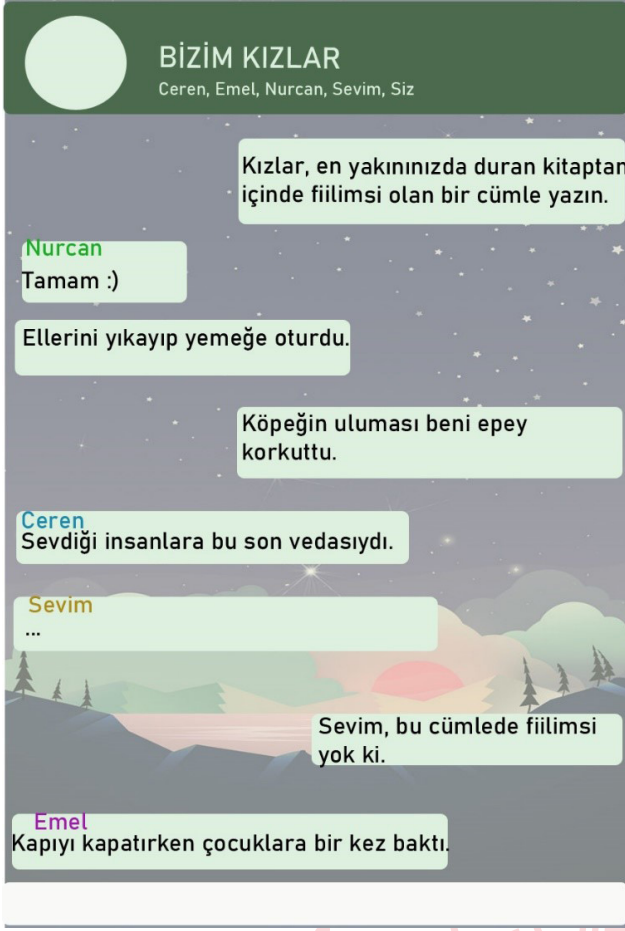 BİZİM KIZLAR
Ceren, Emel, Nurcan, Sevim, Siz
Kızlar, en yakınınızda duran kitaptan
içinde fiilimsi olan bir cümle yazın.
Nurcan
Tamam :)
Ellerini yıkayıp yemeğe oturdu.
Köpeğin uluması beni epey
korkuttu.
Ceren
Sevdiği insanlara bu son vedasıydı.
Sevim
...
Sevim, bu cümlede fiilimsi
yok ki.
Emel
Kapıyı kapatırken çocuklara bir kez baktı.